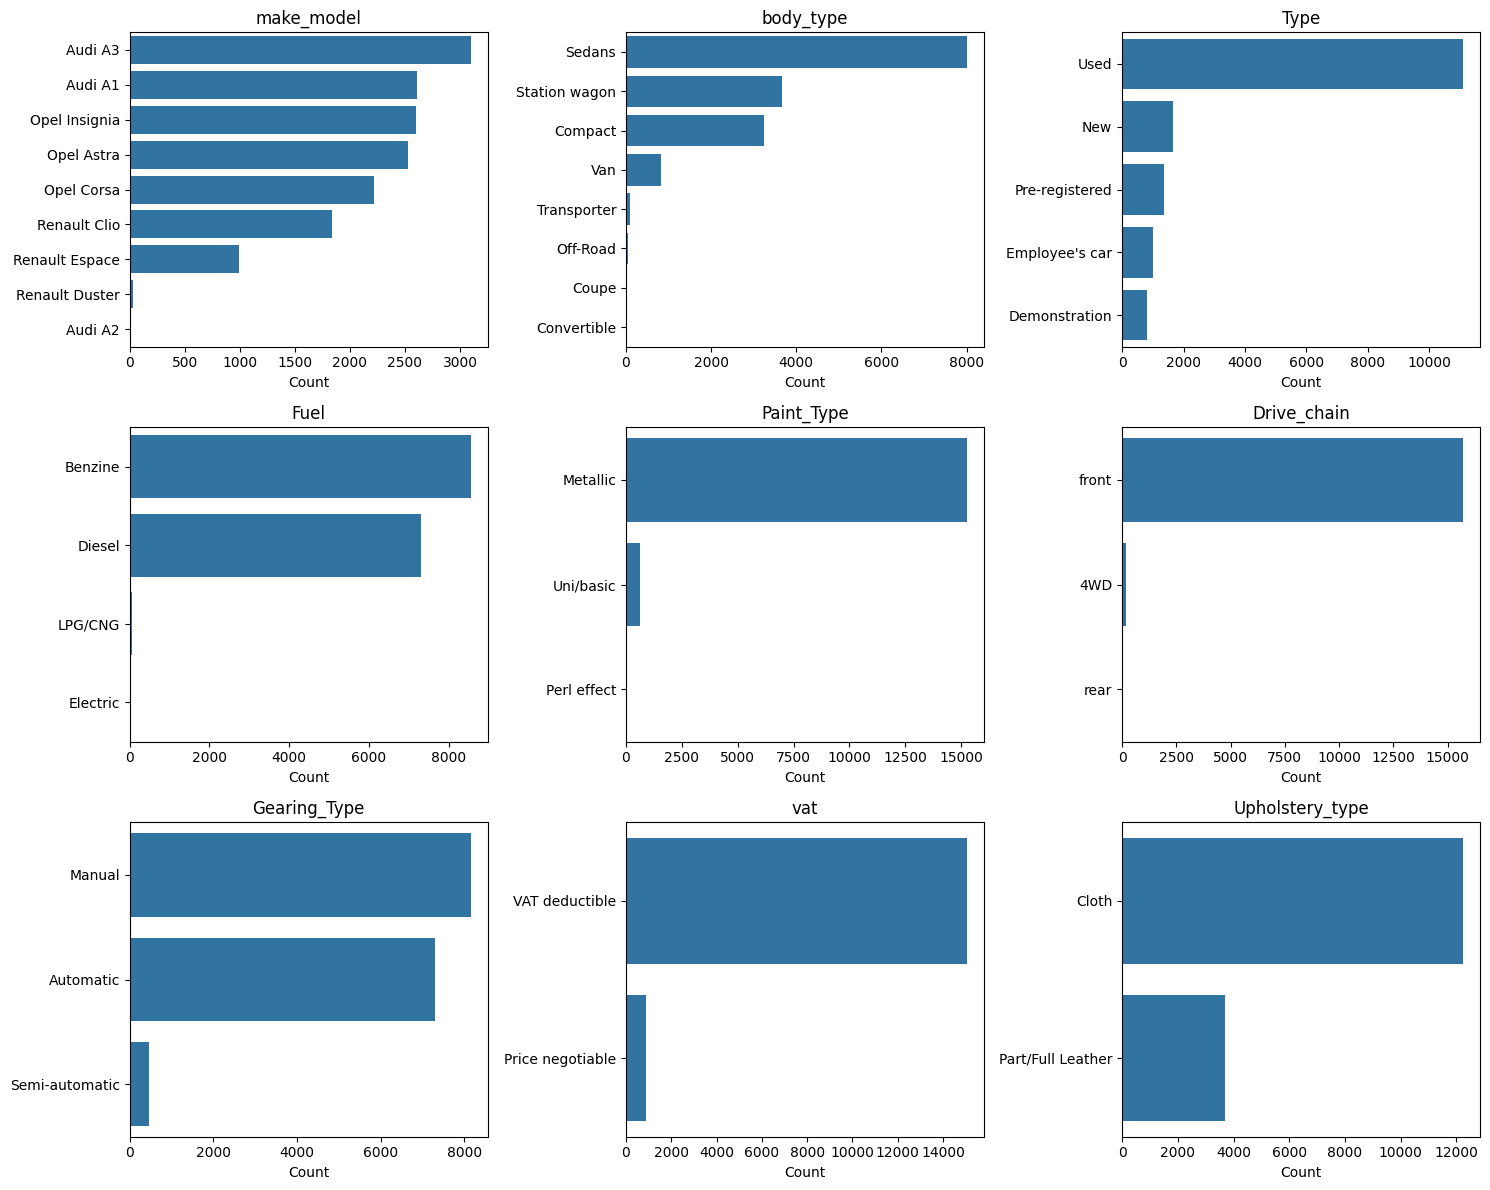 make_model
Audi A3
Audi A1
Opel Insignia
Opel Astra
Opel Corsa
Renault Clio
Renault Espace
Renault Duster
Audi A2
0 500 1000 1500 2000 2500 3000
Count
body_type
Sedans
Station wagon
Compact
Van
Transporter
Off-Road
Coupe
Convertible
0 2000 4000 6000 8000
Count
Type
Used
New
Pre-registered
Employee's car
Demonstration
0 2000 4000 6000 8000 10000
Count
Fuel
Benzine
Diesel
LPG/CNG
Electric
0 2000 4000 6000 8000
Count
Paint_Type
Metallic
Uni/basic
Perl effect
0 2500 5000 7500 10000 12500 15000
Count
Drive_chain
front
4WD
rear
0 2500 5000 7500 10000 12500 15000
Count
Gearing_Type
Manual
Automatic
Semi-automatic
0 2000 4000 6000 8000
Count
vat
VAT deductible
Price negotiable
0 2000 4000 6000 8000 10000 12000 14000
Count
Upholstery_type
Cloth
Part/Full Leather
0 2000 4000 6000 8000 10000 12000
Count